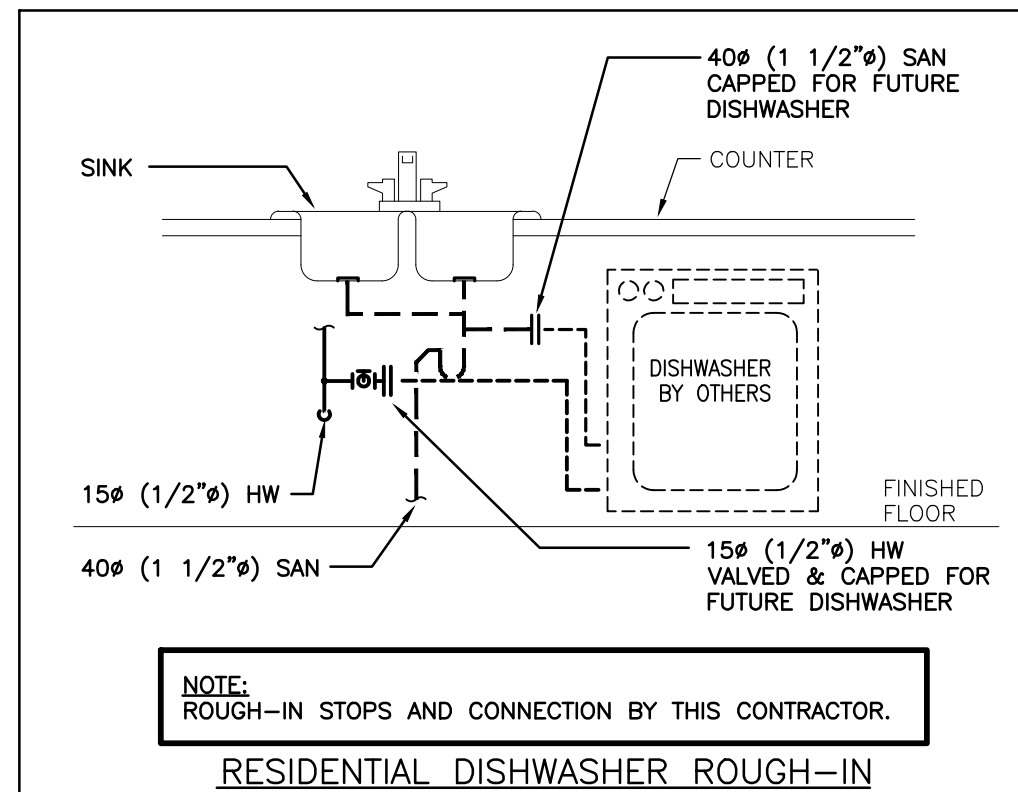 40ø (1 1/2"ø) SAN
CAPPED FOR FUTURE
DISHWASHER
SINK
COUNTER
DISHWASHER
BY OTHERS
15ø (1/2"ø) HW
FINISHED
FLOOR
40ø (1 1/2"ø) SAN
15ø (1/2"ø) HW
VALVED & CAPPED FOR
FUTURE DISHWASHER
NOTE:
ROUGH-IN STOPS AND CONNECTION BY THIS CONTRACTOR.
RESIDENTIAL DISHWASHER ROUGH-IN